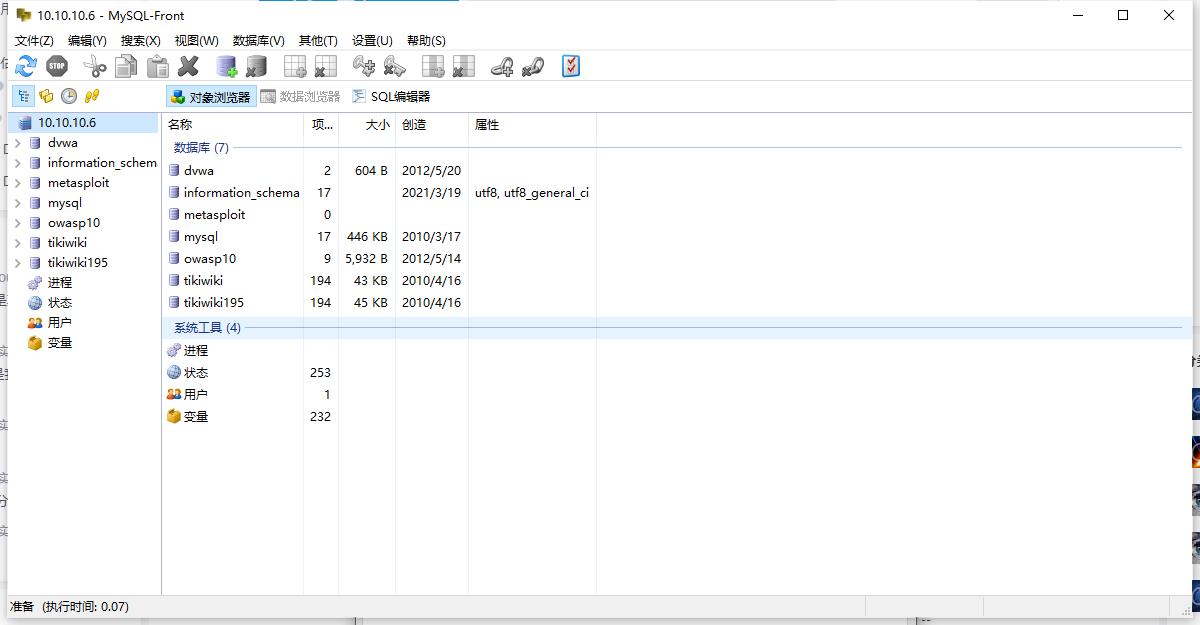 10.10.10.6 - MySQL-Front
文件(Z) 编辑(Y) 搜索(X) 视图(W) 数据库(V) 其他(T) 设置(U) 帮助(S)
STOP
对象浏览器 数据浏览器 SQL编辑器
10.10.10.6
dvwa
information_schem
metasploit
mysql
owasp10
tikiwiki
tikiwiki195
进程
状态
用户
变量
名称 项... 大小 创造 属性
数据库 (7)
dvwa 2 604 B 2012/5/20
information_schema 17 2021/3/19 utf8, utf8_general_ci
metasploit 0
mysql 17 446 KB 2010/3/17
owasp10 9 5,932 B 2012/5/14
tikiwiki 194 43 KB 2010/4/16
tikiwiki195 194 45 KB 2010/4/16
系统工具 (4)
进程
状态 253
用户 1
变量 232
准备 (执行时间: 0.07)